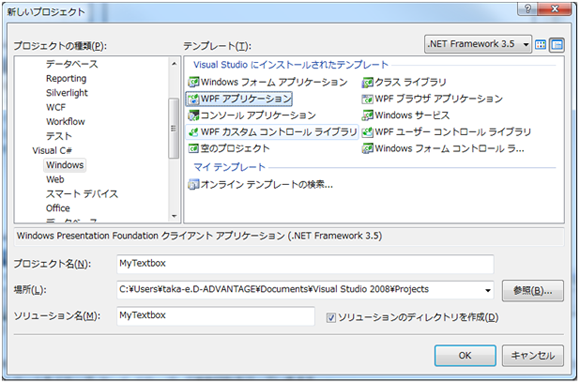 新しいプロジェクト
プロジェクトの種類(P):
テンプレート(T):
.NET Framework 3.5
データベース
Reporting
Silverlight
WCF
Workflow
テスト
Visual C#
Windows
Web
スマート デバイス
Office
データベース
Visual Studio にインストールされたテンプレート
Windows フォーム アプリケーション
クラス ライブラリ
WPF アプリケーション
WPF ブラウザ アプリケーション
コンソール アプリケーション
Windows サービス
WPF カスタム コントロール ライブラリ
WPF ユーザー コントロール ライブラリ
空のプロジェクト
Windows フォーム コントロール ラ...
マイ テンプレート
オンライン テンプレートの検索...
Windows Presentation Foundation クライアント アプリケーション (.NET Framework 3.5)
プロジェクト名(N):
MyTextbox
場所(L):
C:¥Users¥taka-e.D-ADVANTAGE¥Documents¥Visual Studio 2008¥Projects
参照(B)...
ソリューション名(M):
MyTextbox
ソリューションのディレクトリを作成(D)
OK
キャンセル